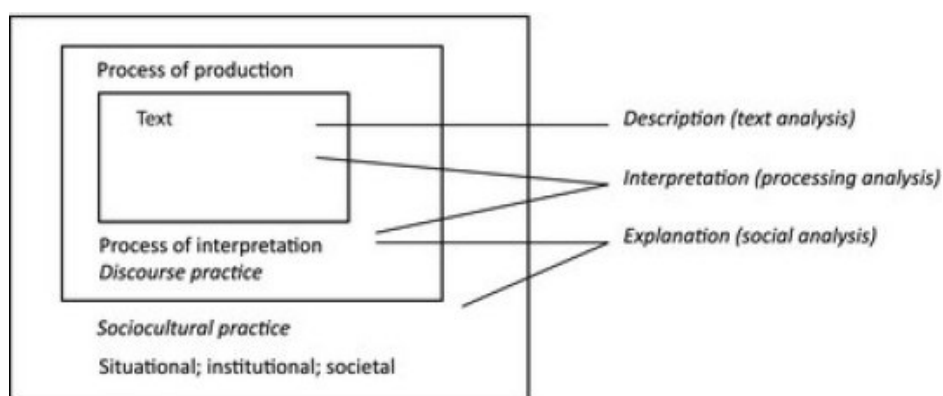 Process of production
Text
Description (text analysis)
Interpretation (processing analysis)
Explanation (social analysis)
Process of interpretation
Discourse practice
Sociocultural practice
Situational; institutional; societal